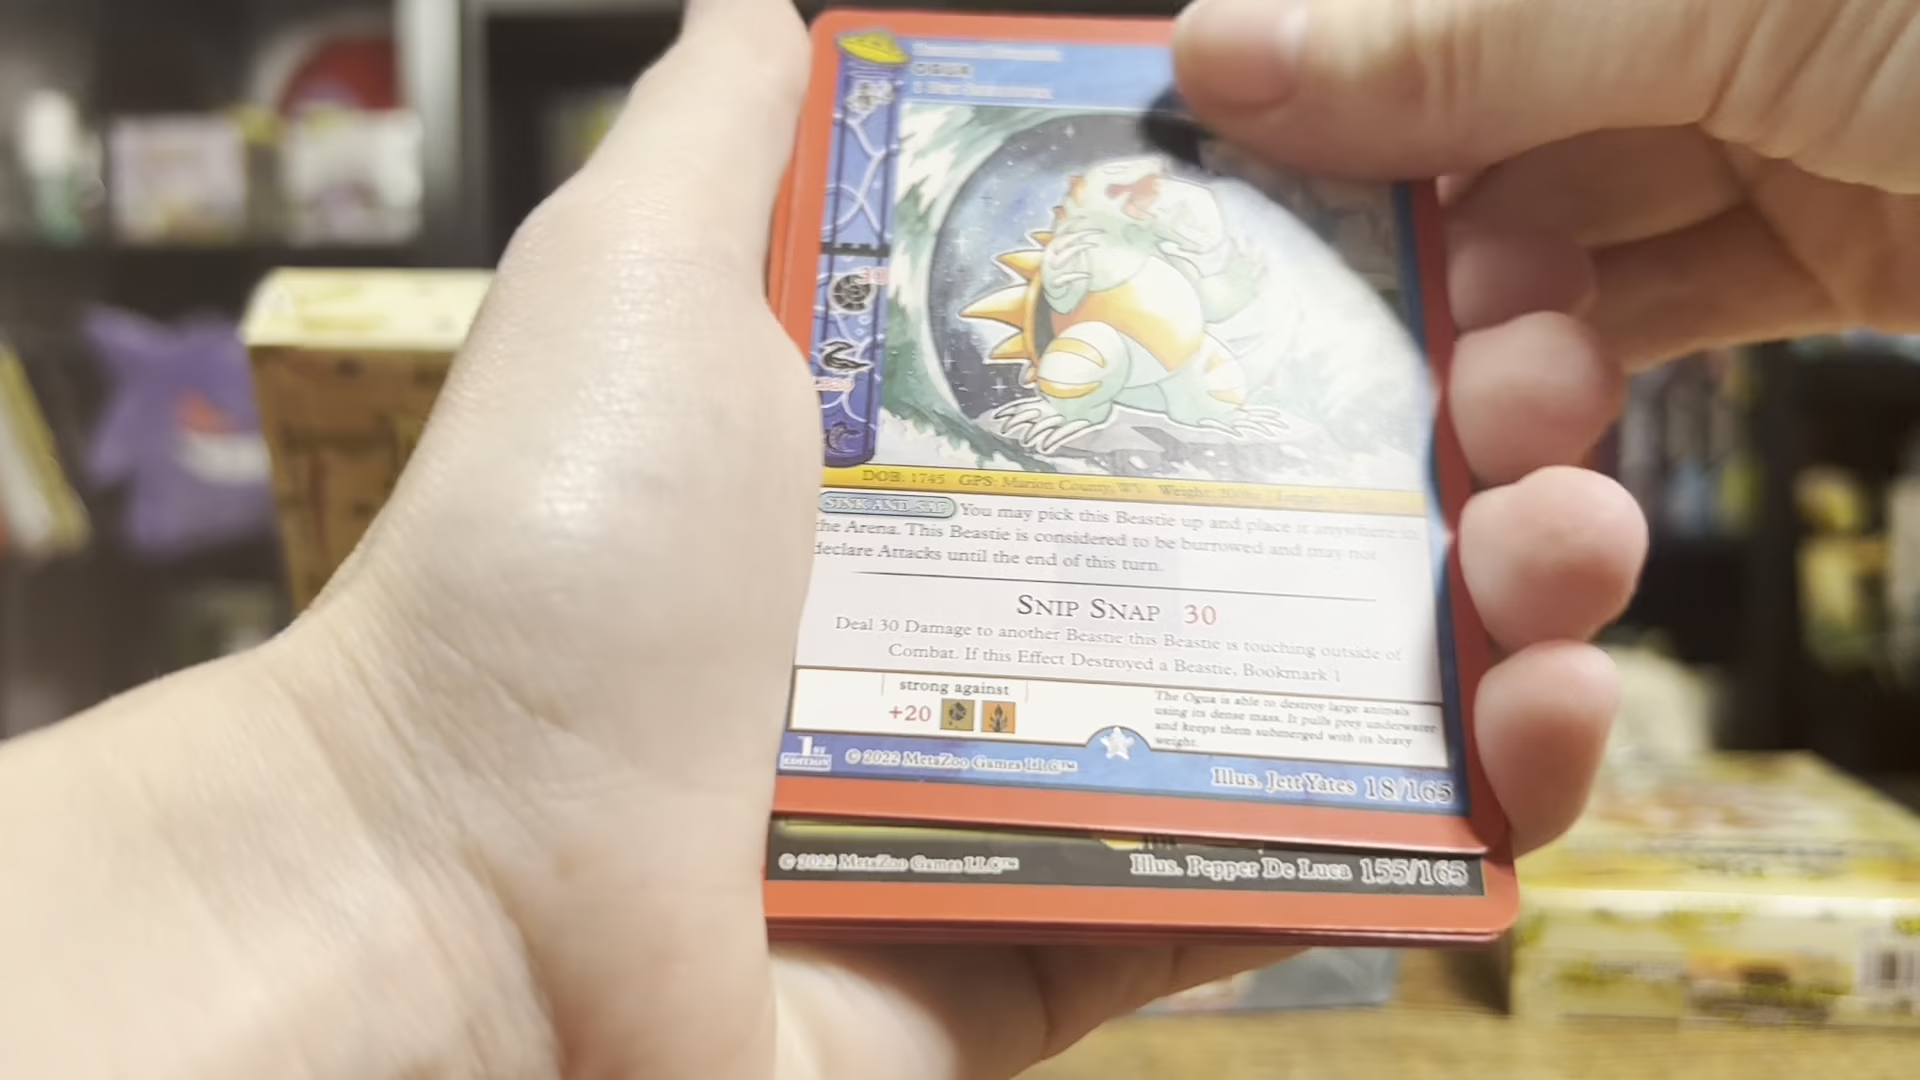 OGUA
30
DOB: 1745 GPS: Marion County, WV Weight:
SINK AND SAP You may pick this Beastie up and place it anywhere in
the Arena. This Beastie is considered to be burrowed and may not
declare Attacks until the end of this turn.
SNIP SNAP 30
Deal 30 Damage to another Beastie this Beastie is touching outside of
Combat. If this Effect Destroyed a Beastie, Bookmark 1
strong against
+20
The Ogua is able to destroy large animals
using its dense mass. It pulls prey underwater
and keeps them submerged with its heavy
weight.
1ST EDITION © 2022 MetaZoo Games LLC™ Illus. Jett Yates 18/165
© 2022 MetaZoo Games LLC™ Illus. Pepper De Luca 155/165